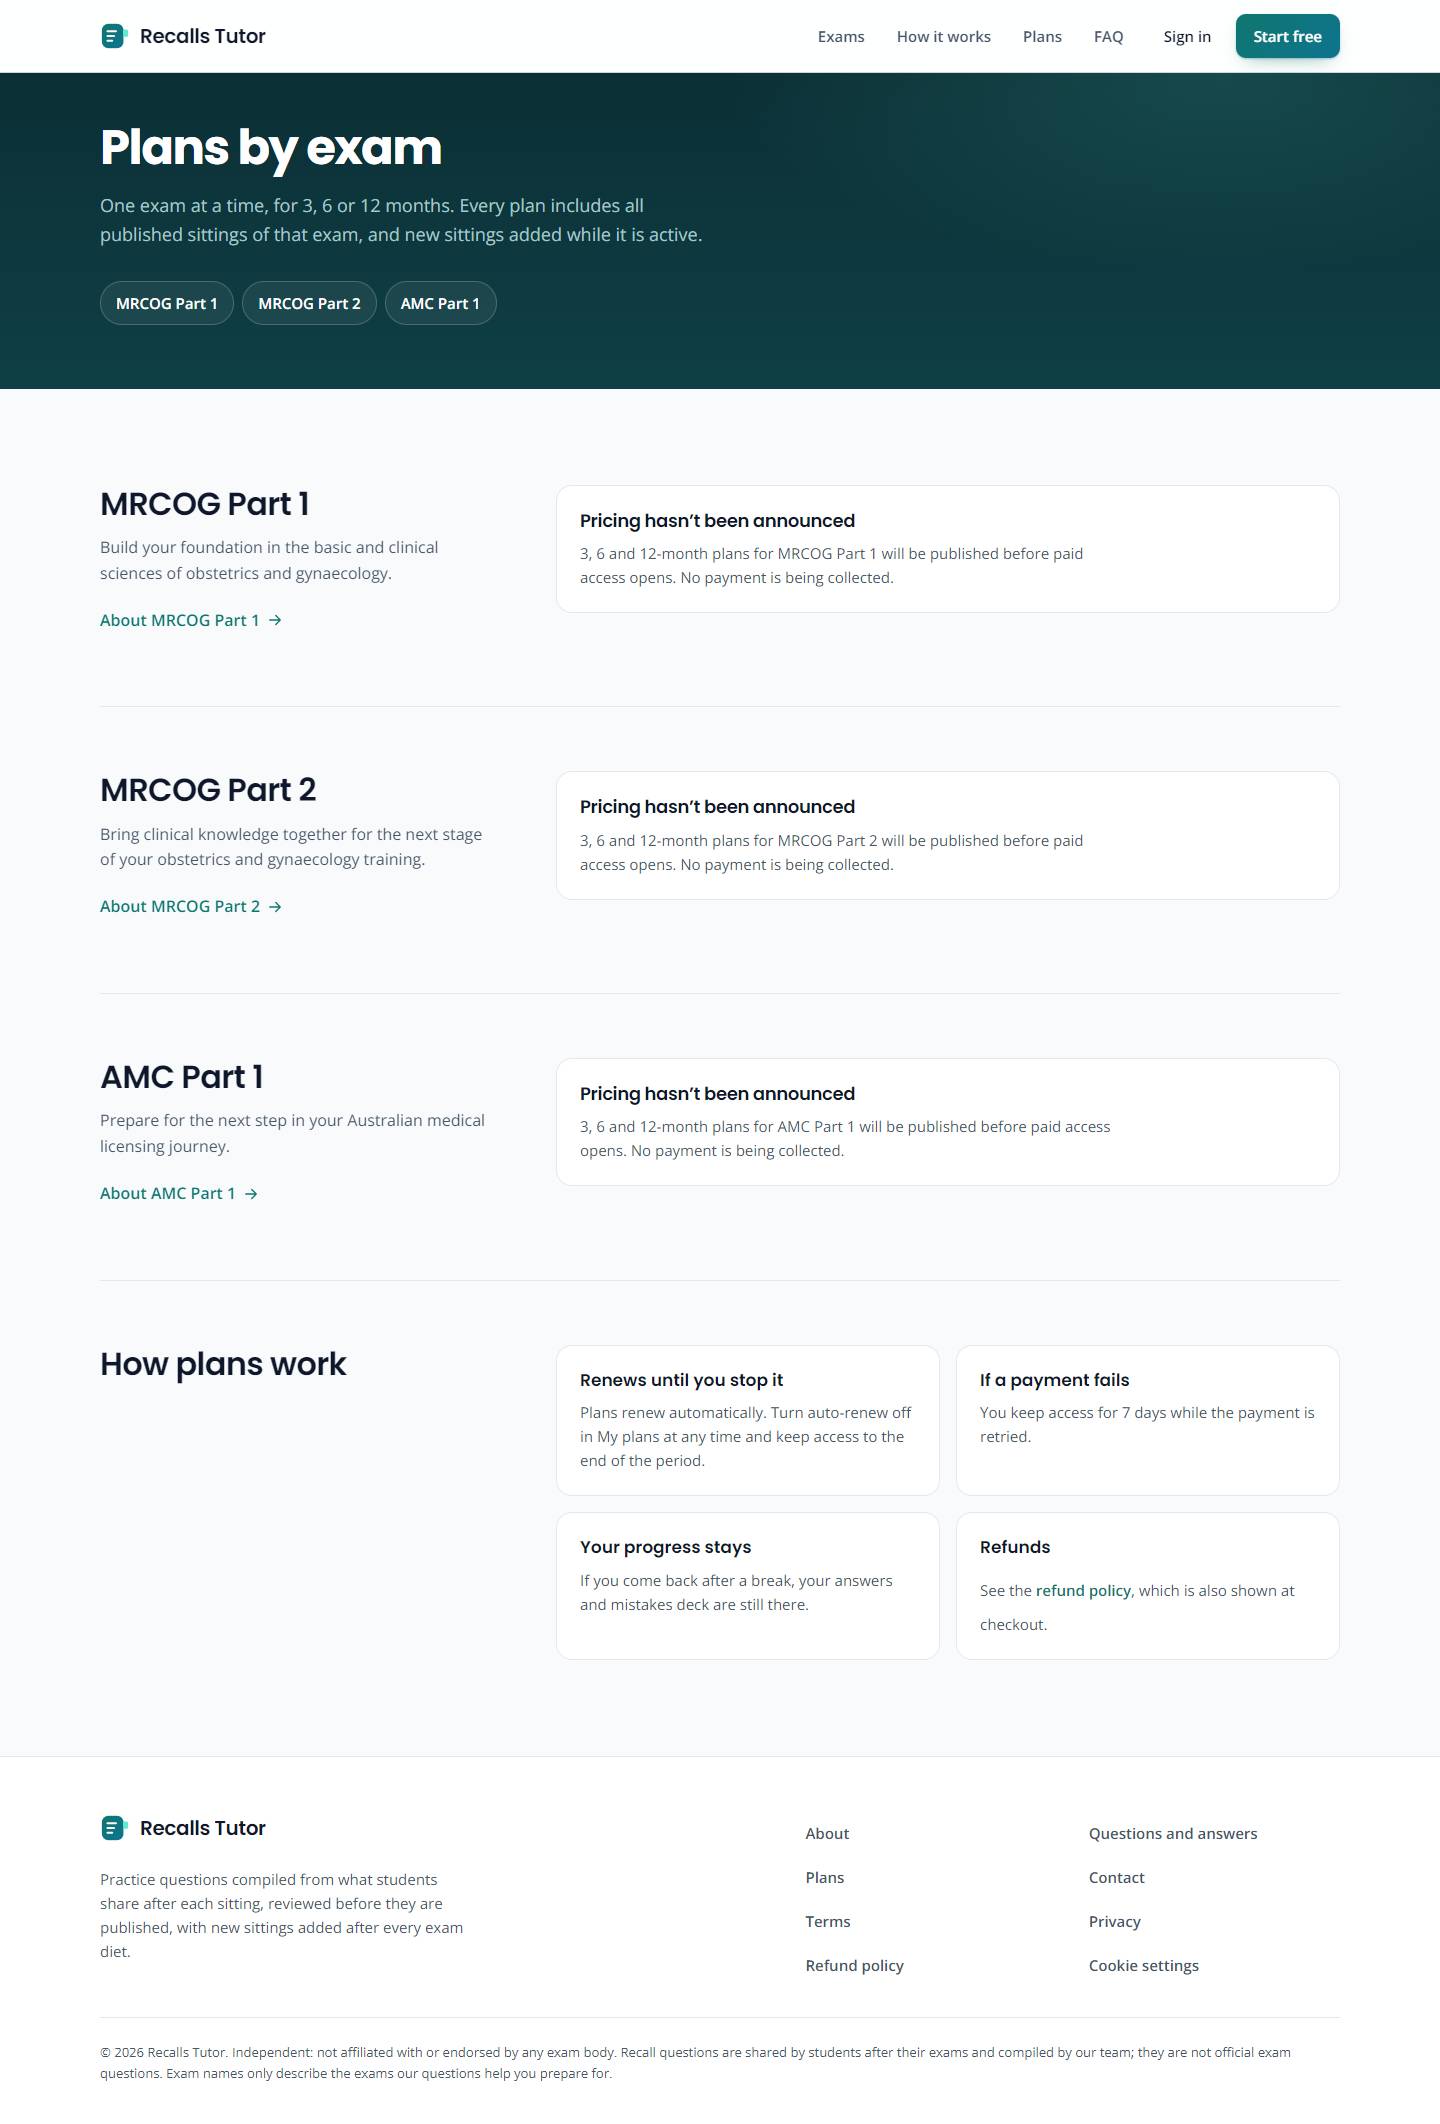 Recalls Tutor
Exams
How it works
Plans
FAQ
Sign in
Start free
Plans by exam
One exam at a time, for 3, 6 or 12 months. Every plan includes all
published sittings of that exam, and new sittings added while it is active.
MRCOG Part 1
MRCOG Part 2
AMC Part 1
MRCOG Part 1
Build your foundation in the basic and clinical
sciences of obstetrics and gynaecology.
About MRCOG Part 1 →
Pricing hasn’t been announced
3, 6 and 12-month plans for MRCOG Part 1 will be published before paid
access opens. No payment is being collected.
MRCOG Part 2
Bring clinical knowledge together for the next stage
of your obstetrics and gynaecology training.
About MRCOG Part 2 →
Pricing hasn’t been announced
3, 6 and 12-month plans for MRCOG Part 2 will be published before paid
access opens. No payment is being collected.
AMC Part 1
Prepare for the next step in your Australian medical
licensing journey.
About AMC Part 1 →
Pricing hasn’t been announced
3, 6 and 12-month plans for AMC Part 1 will be published before paid access
opens. No payment is being collected.
How plans work
Renews until you stop it
Plans renew automatically. Turn auto-renew off
in My plans at any time and keep access to the
end of the period.
If a payment fails
You keep access for 7 days while the payment is
retried.
Your progress stays
If you come back after a break, your answers
and mistakes deck are still there.
Refunds
See the refund policy, which is also shown at
checkout.
Recalls Tutor
Practice questions compiled from what students
share after each sitting, reviewed before they are
published, with new sittings added after every exam
diet.
About
Plans
Terms
Refund policy
Questions and answers
Contact
Privacy
Cookie settings
© 2026 Recalls Tutor. Independent: not affiliated with or endorsed by any exam body. Recall questions are shared by students after their exams and compiled by our team; they are not official exam
questions. Exam names only describe the exams our questions help you prepare for.